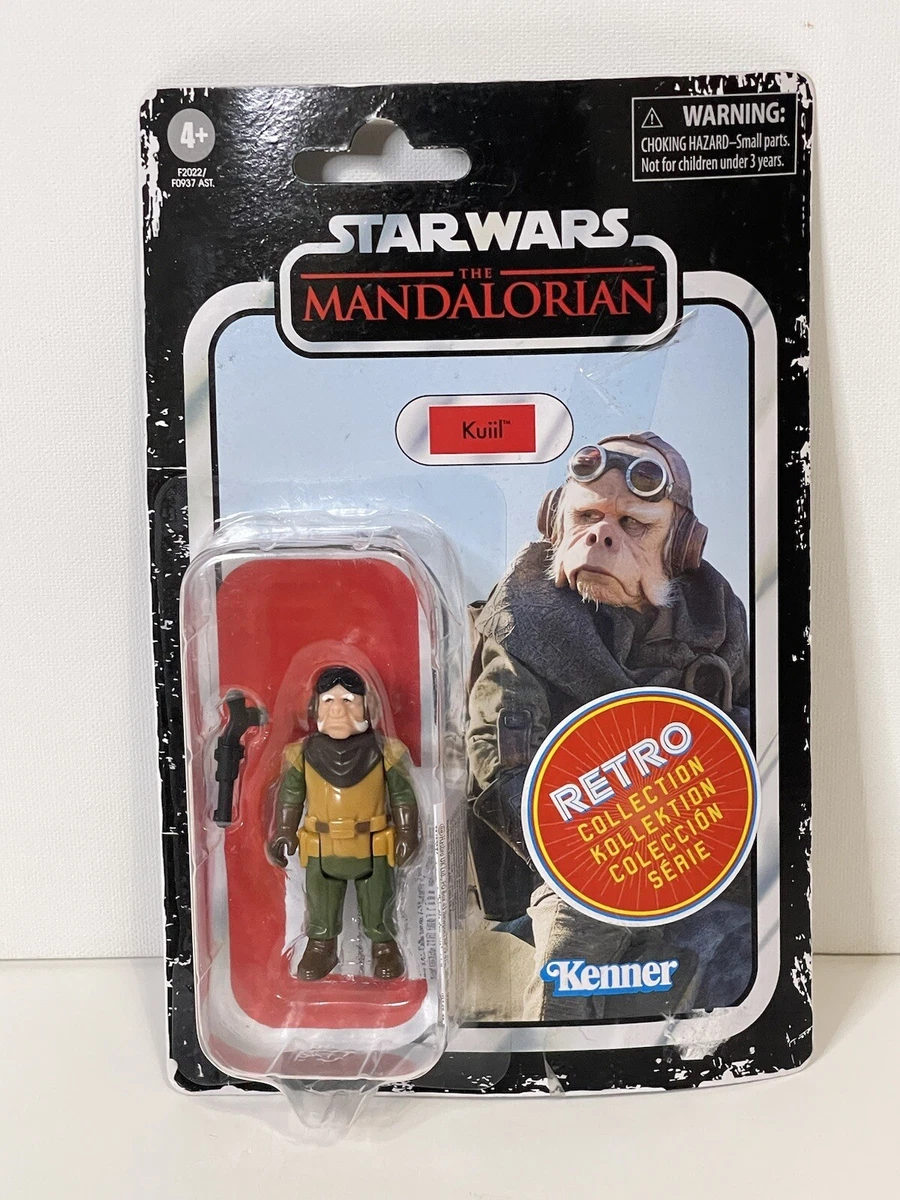 4+
F2022/
F0937 AST.
⚠ WARNING:
CHOKING HAZARD–Small parts.
Not for children under 3 years.
STAR WARS
THE
MANDALORIAN
Kuiil™
RETRO
COLLECTION
KOLLEKTION
COLECCIÓN
SÉRIE
Kenner